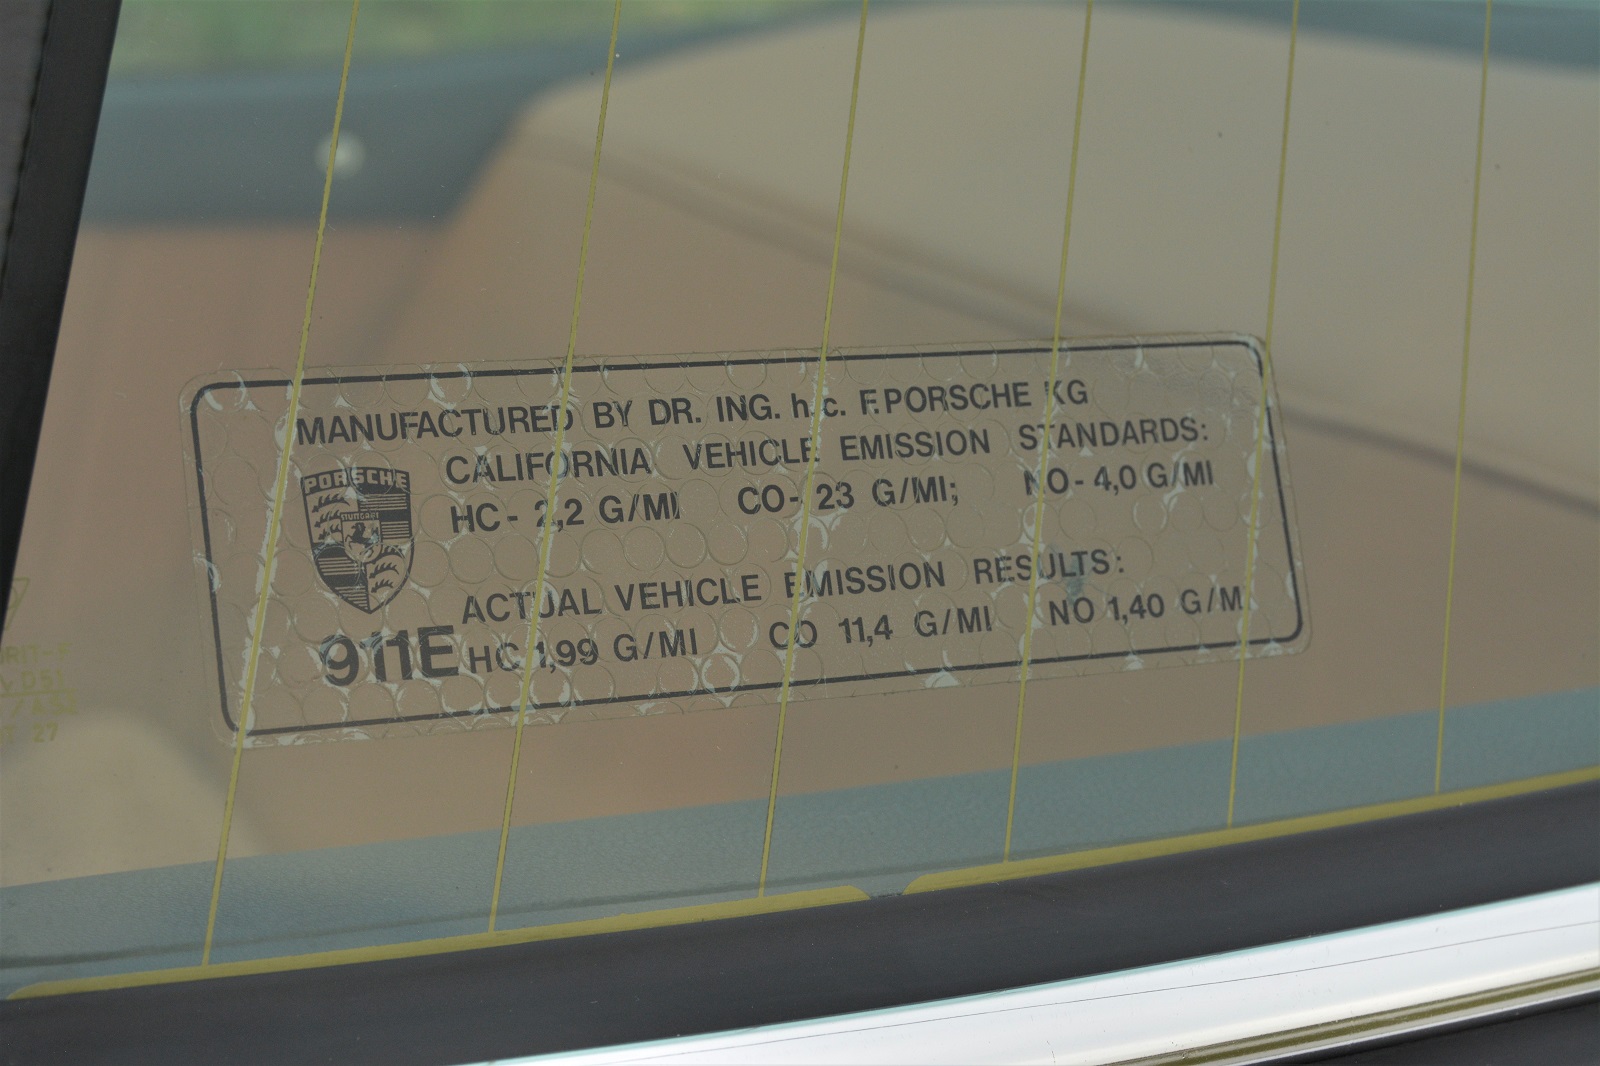 MANUFACTURED BY DR. ING. h.c. F. PORSCHE KG
CALIFORNIA VEHICLE EMISSION STANDARDS:
HC - 2,2 G/MI CO - 23 G/MI; NO - 4,0 G/MI
PORSCHE
ACTUAL VEHICLE EMISSION RESULTS:
911E HC 1,99 G/MI CO 11,4 G/MI NO 1,40 G/M
27